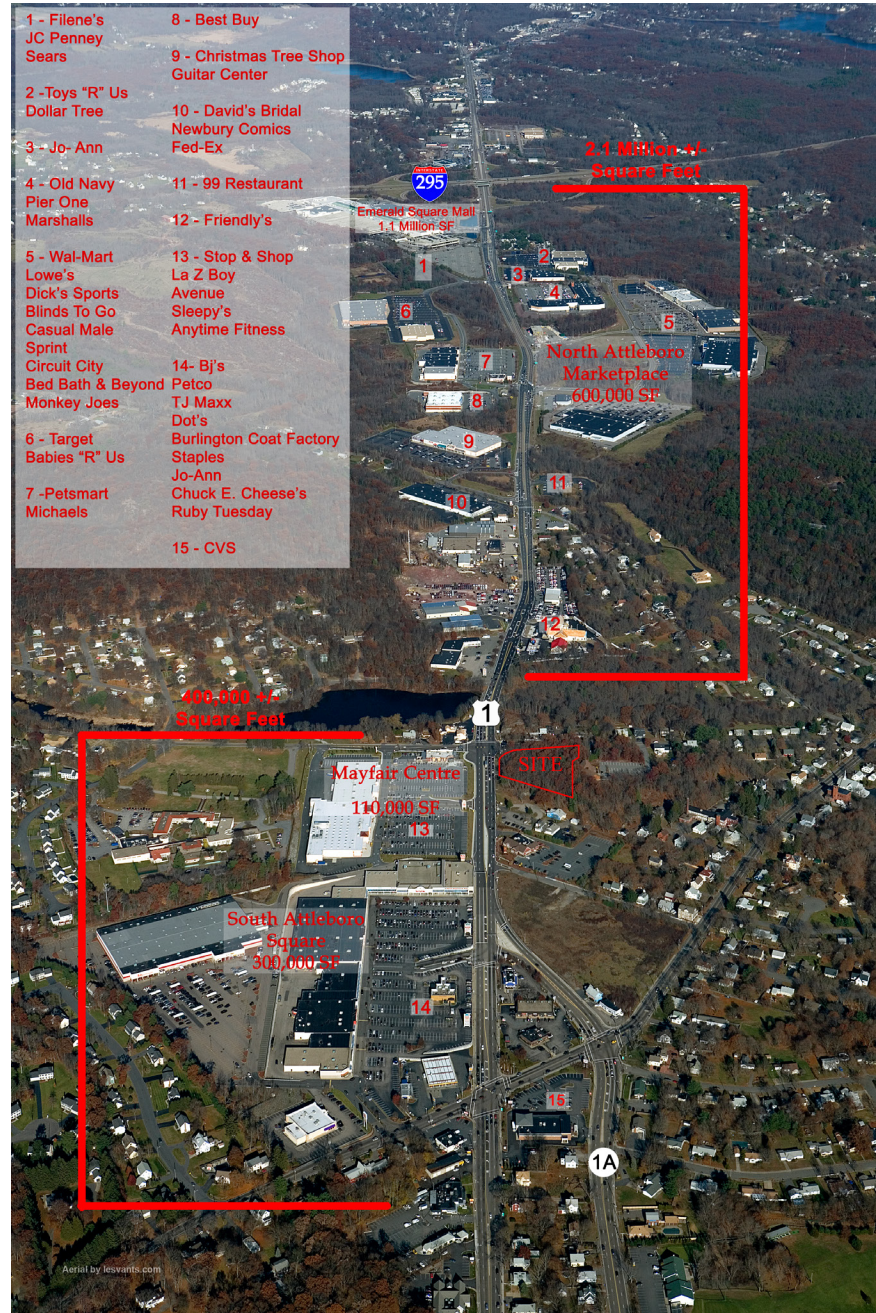 1 - Filene's
JC Penney
Sears
2 -Toys “R” Us
Dollar Tree
3 - Jo- Ann
4 - Old Navy
Pier One
Marshalls
5 - Wal-Mart
Lowe's
Dick's Sports
Blinds To Go
Casual Male
Sprint
Circuit City
Bed Bath & Beyond
Monkey Joes
6 - Target
Babies “R” Us
7 -Petsmart
Michaels
8 - Best Buy
9 - Christmas Tree Shop
Guitar Center
10 - David's Bridal
Newbury Comics
Fed-Ex
11 - 99 Restaurant
12 - Friendly's
13 - Stop & Shop
La Z Boy
Avenue
Sleepy's
Anytime Fitness
14- Bj's
Petco
TJ Maxx
Dot's
Burlington Coat Factory
Staples
Jo-Ann
Chuck E. Cheese's
Ruby Tuesday
15 - CVS
2.1 Million +/-
Square Feet
INTERSTATE
295
Emerald Square Mall
1.1 Million SF
1
2
3
4
5
6
7
North Attleboro
Marketplace
600,000 SF
8
9
10
11
12
400,000 +/-
Square Feet
1
SITE
Mayfair Centre
110,000 SF
13
South Attleboro
Square
300,000 SF
14
15
1A
Aerial by lesvants.com